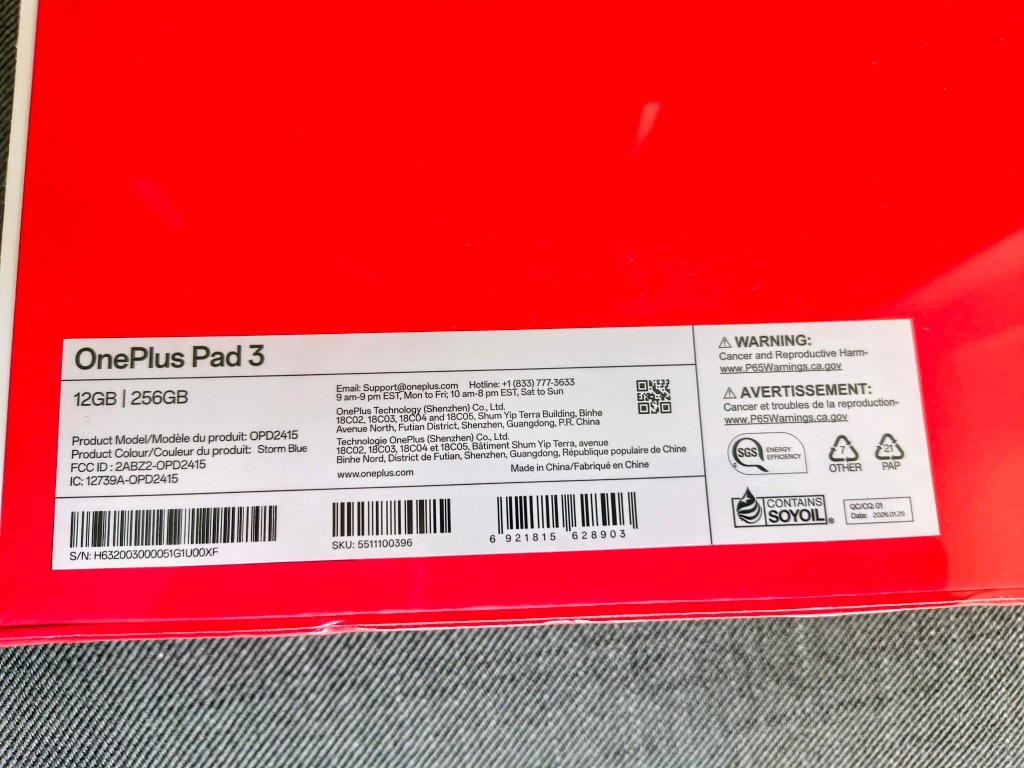 OnePlus Pad 3
12GB | 256GB
Product Model/Modèle du produit: OPD2415
Product Colour/Couleur du produit: Storm Blue
FCC ID : 2ABZ2-OPD2415
IC: 12739A-OPD2415
Email: Support@oneplus.com Hotline: +1 (833) 777-3633
9 am-9 pm EST, Mon to Fri; 10 am-8 pm EST, Sat to Sun
OnePlus Technology (Shenzhen) Co., Ltd.
18C02, 18C03, 18C04 and 18C05, Shum Yip Terra Building, Binhe
Avenue North, Futian District, Shenzhen, Guangdong, P.R. China
Technologie OnePlus (Shenzhen) Co., Ltd.
18C02, 18C03, 18C04 et 18C05, Bâtiment Shum Yip Terra, avenue
Binhe Nord, District de Futian, Shenzhen, Guangdong, République populaire de Chine
www.oneplus.com Made in China/Fabriqué en Chine
S/N: H632003000051G1U00XF
SKU: 5511100396
6 921815 628903
⚠ WARNING:
Cancer and Reproductive Harm-
www.P65Warnings.ca.gov
⚠ AVERTISSEMENT:
Cancer et troubles de la reproduction-
www.P65Warnings.ca.gov
SGS ENERGY
EFFICIENCY
7
OTHER
21
PAP
CONTAINS
SOYOIL®
QC/CQ: 01
Date: 2026.01.29